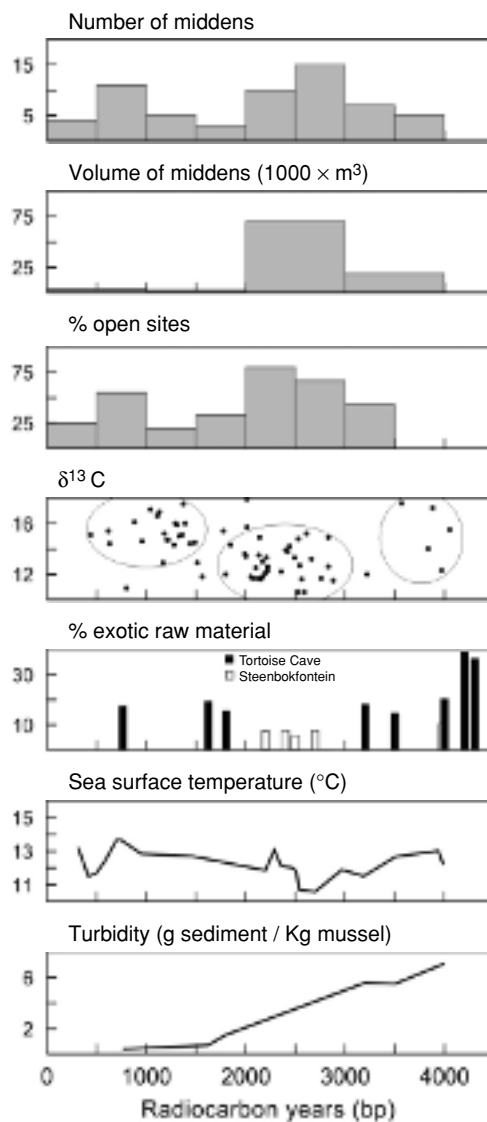 Number of middens
15
5
Volume of middens (1000 × m³)
75
25
% open sites
75
25
δ¹³ C
16
12
% exotic raw material
Tortoise Cave
Steenbokfontein
30
10
Sea surface temperature (°C)
15
13
11
Turbidity (g sediment / Kg mussel)
6
2
0 1000 2000 3000 4000
Radiocarbon years (bp)